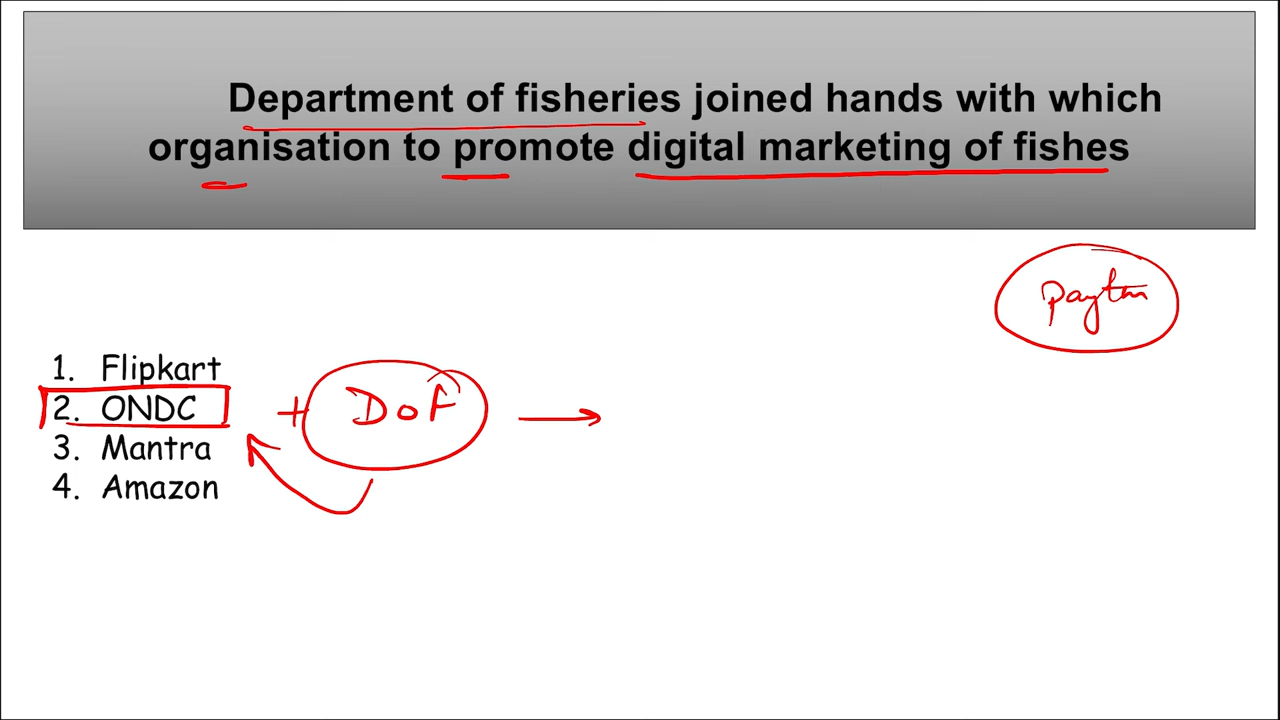 Department of fisheries joined hands with which
organisation to promote digital marketing of fishes
paytm
1. Flipkart
2. ONDC + DoF →
3. Mantra
4. Amazon